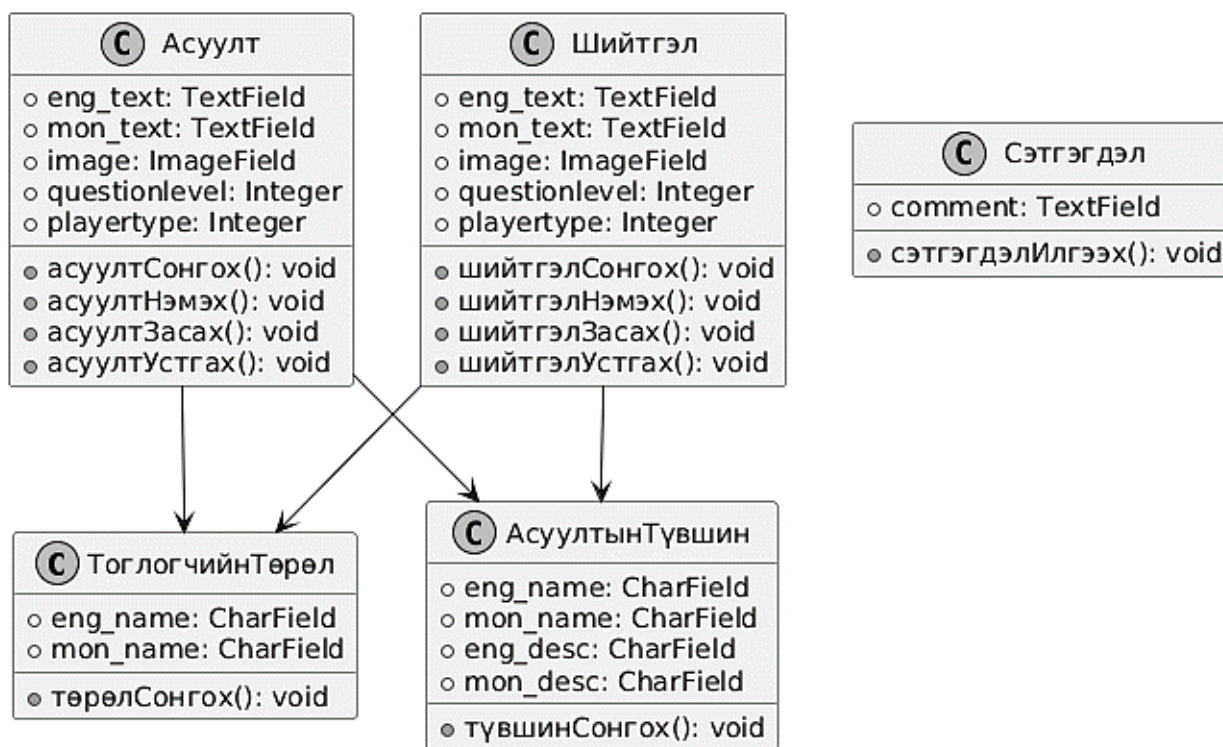 Асуулт
eng_text: TextField
mon_text: TextField
image: ImageField
questionlevel: Integer
playertype: Integer
асуултСонгох(): void
асуултНэмэх(): void
асуултЗасах(): void
асуултУстгах(): void
Шийтгэл
eng_text: TextField
mon_text: TextField
image: ImageField
questionlevel: Integer
playertype: Integer
шийтгэлСонгох(): void
шийтгэлНэмэх(): void
шийтгэлЗасах(): void
шийтгэлУстгах(): void
Сэтгэгдэл
comment: TextField
сэтгэгдэлИлгээх(): void
ТоглогчийнТөрөл
eng_name: CharField
mon_name: CharField
төрөлСонгох(): void
АсуултынТүвшин
eng_name: CharField
mon_name: CharField
eng_desc: CharField
mon_desc: CharField
түвшинСонгох(): void